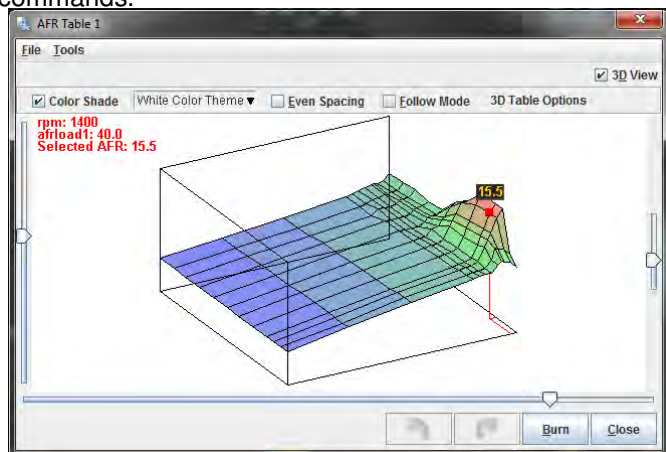 commands.
AFR Table 1
File Tools
3D View
Color Shade White Color Theme Even Spacing Follow Mode 3D Table Options
rpm: 1400
afrload1: 40.0
Selected AFR: 15.5
15.5
Burn Close